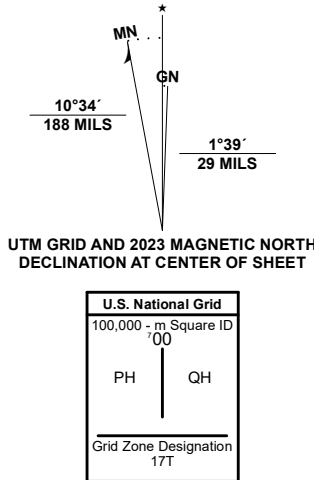 ★
MN
GN
10°34´
188 MILS
1°39´
29 MILS
UTM GRID AND 2023 MAGNETIC NORTH
DECLINATION AT CENTER OF SHEET
U.S. National Grid
100,000 - m Square ID
⁷00
PH QH
Grid Zone Designation
17T